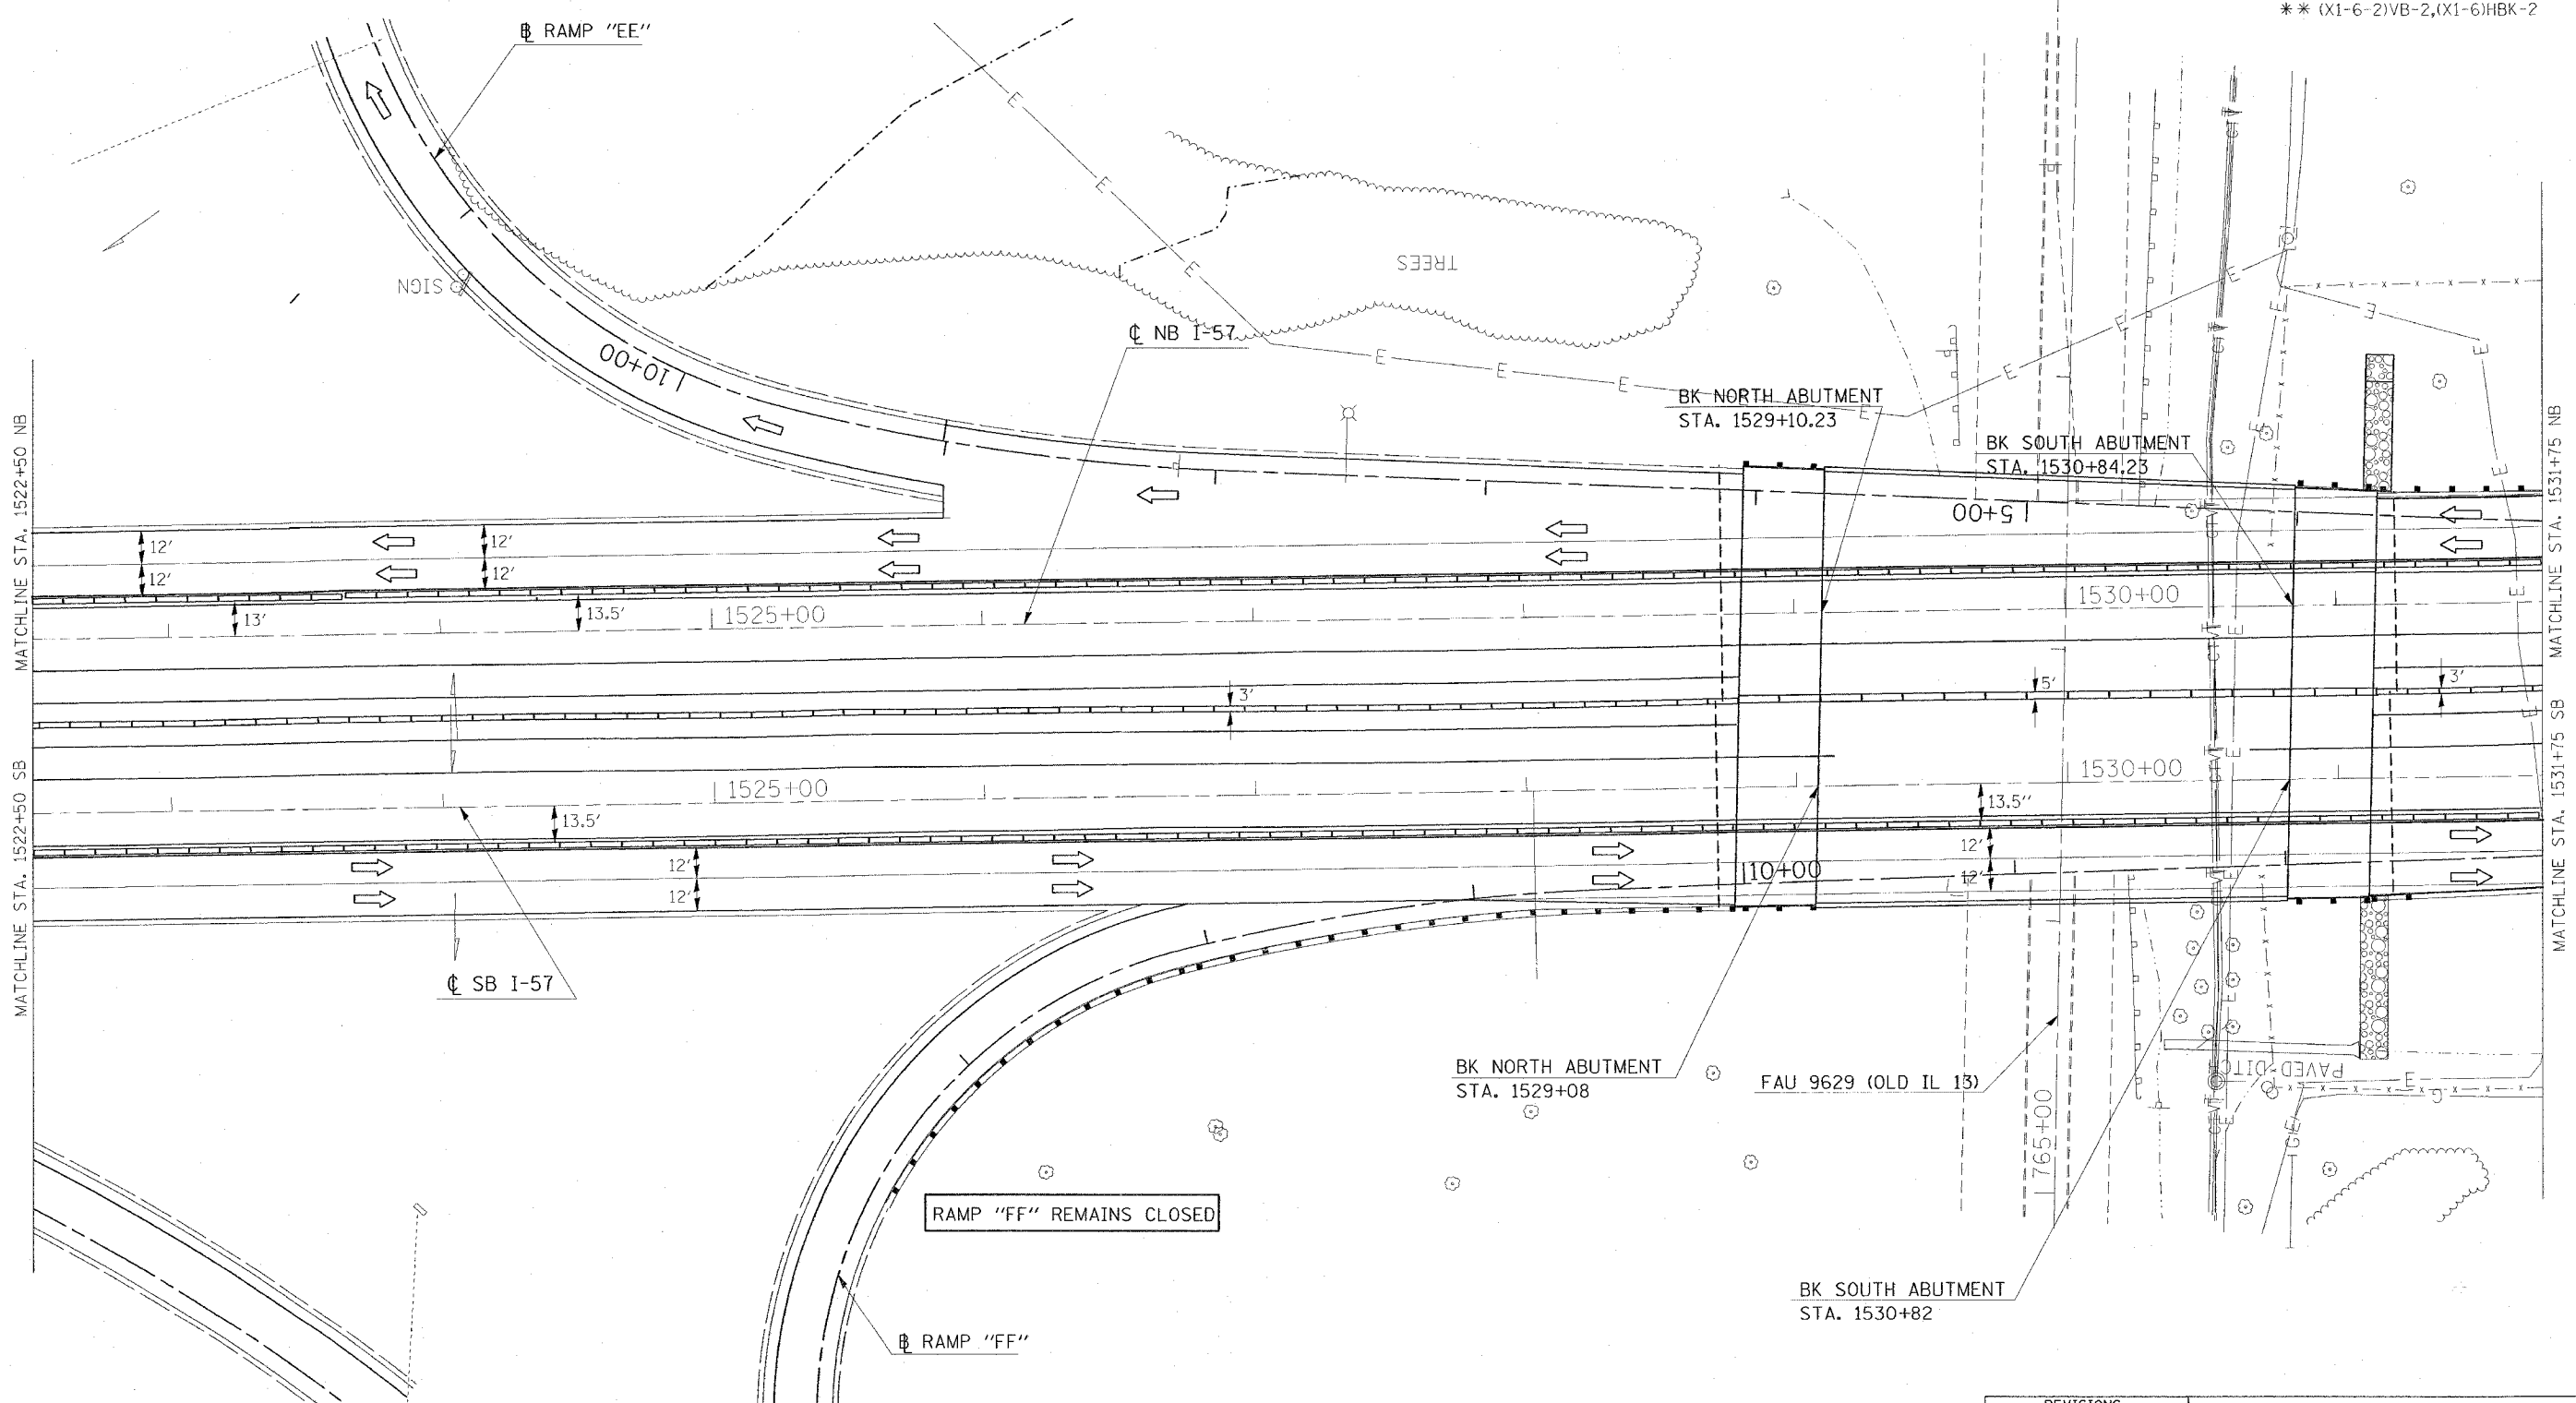 * * (X1-6-2)VB-2,(X1-6)HBK-2
℄ RAMP "EE"
SIGN
TREES
10+00
℄ NB I-57
BK NORTH ABUTMENT
STA. 1529+10.23
BK SOUTH ABUTMENT
STA. 1530+84.23
MATCHLINE STA. 1522+50 NB
MATCHLINE STA. 1531+75 NB
5+00
12'
12'
12'
12'
13'
13.5'
1525+00
1530+00
3'
5'
3'
MATCHLINE STA. 1522+50 SB
MATCHLINE STA. 1531+75 SB
1525+00
1530+00
13.5'
13.5''
12'
12'
12'
12'
10+00
℄ SB I-57
BK NORTH ABUTMENT
STA. 1529+08
FAU 9629 (OLD IL 13)
PAVED DITCH
765+00
RAMP "FF" REMAINS CLOSED
BK SOUTH ABUTMENT
STA. 1530+82
℄ RAMP "FF"
REVISIONS